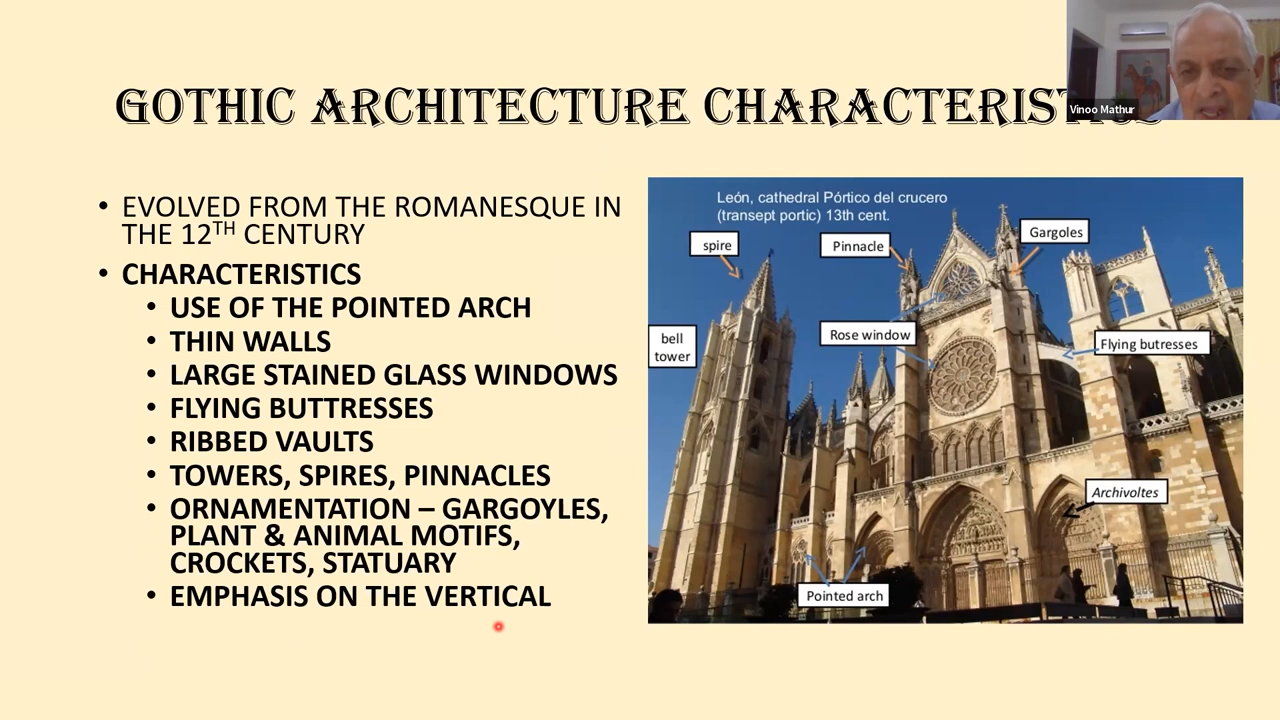 GOTHIC ARCHITECTURE CHARACTERISTICS
Vinoo Mathur
• EVOLVED FROM THE ROMANESQUE IN
THE 12TH CENTURY
• CHARACTERISTICS
• USE OF THE POINTED ARCH
• THIN WALLS
• LARGE STAINED GLASS WINDOWS
• FLYING BUTTRESSES
• RIBBED VAULTS
• TOWERS, SPIRES, PINNACLES
• ORNAMENTATION – GARGOYLES,
PLANT & ANIMAL MOTIFS,
CROCKETS, STATUARY
• EMPHASIS ON THE VERTICAL
León, cathedral Pórtico del crucero
(transept portic) 13th cent.
spire
Pinnacle
Gargoles
Rose window
bell
tower
Flying butresses
Archivoltes
Pointed arch